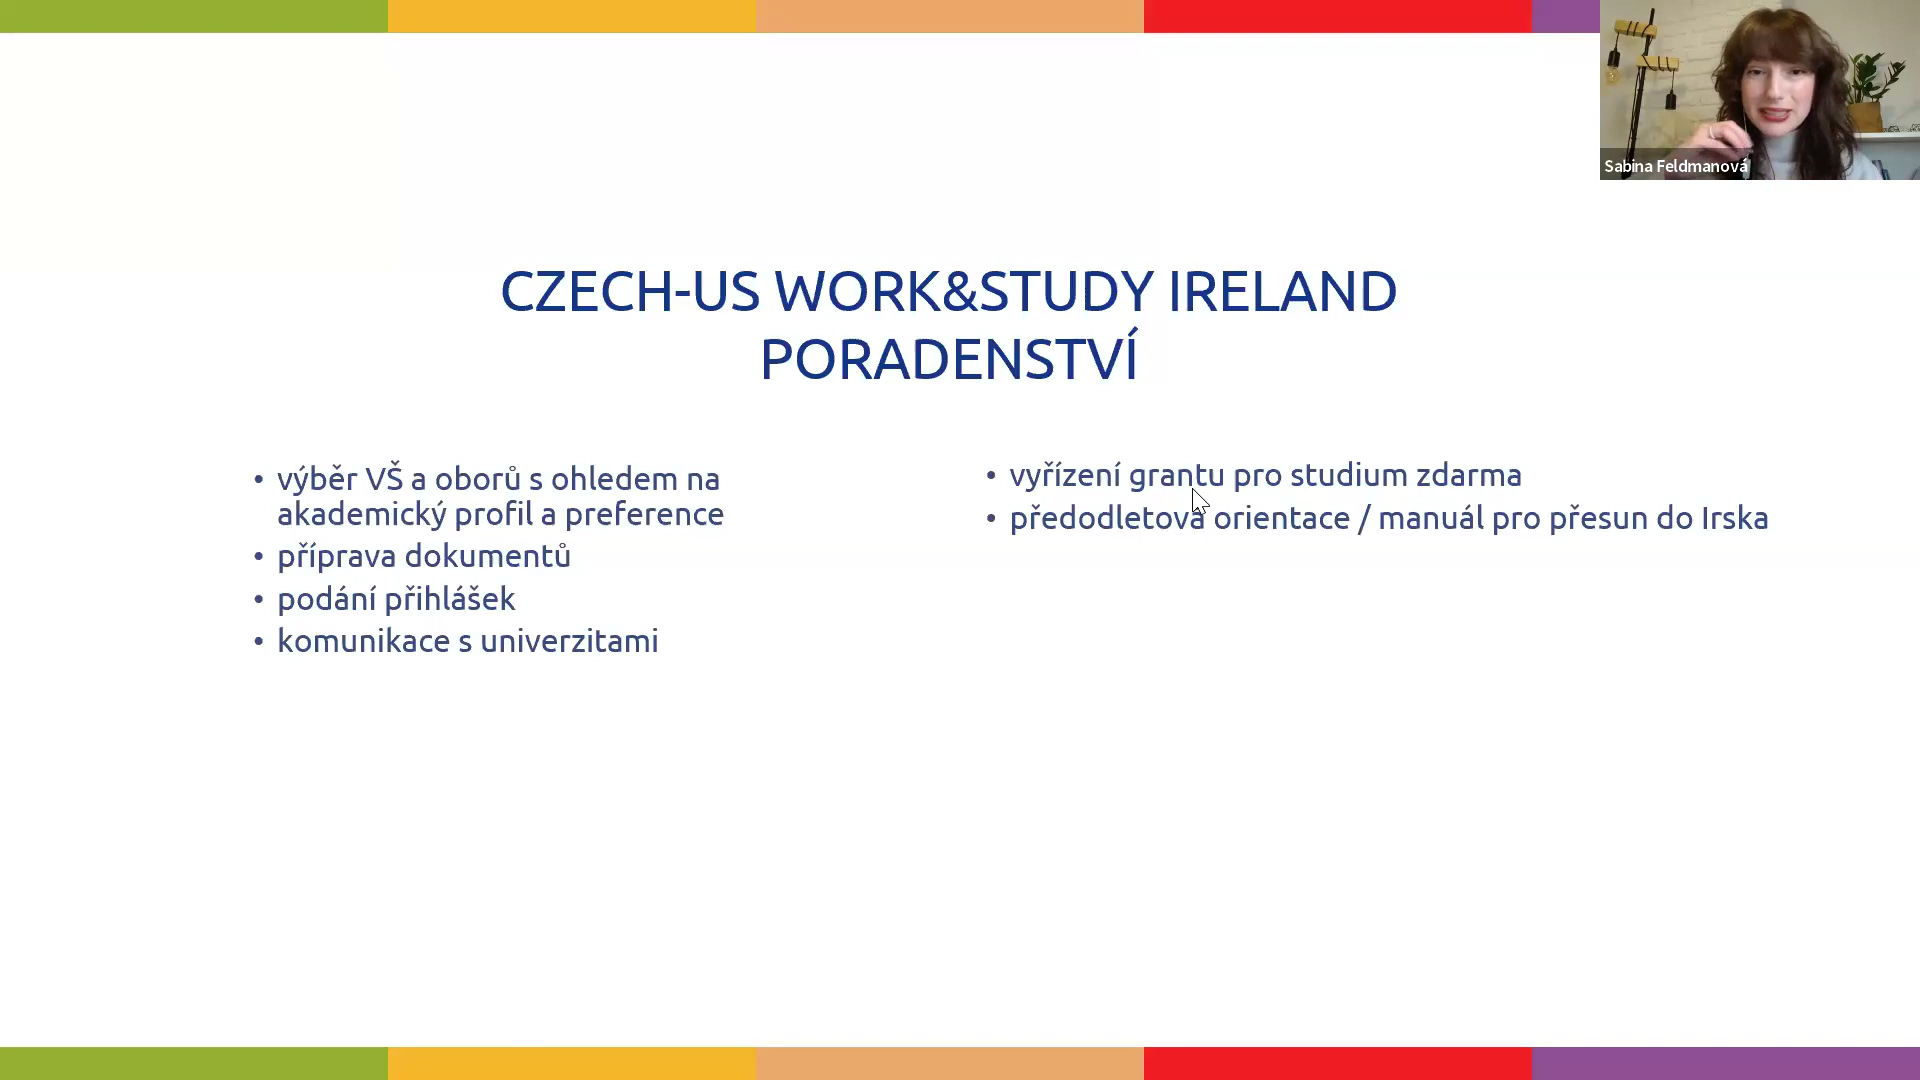 CZECH-US WORK&STUDY IRELAND
PORADENSTVÍ
• výběr VŠ a oborů s ohledem na
akademický profil a preference
• příprava dokumentů
• podání přihlášek
• komunikace s univerzitami
• vyřízení grantu pro studium zdarma
• předodletová orientace / manuál pro přesun do Irska
Sabina Feldmanová